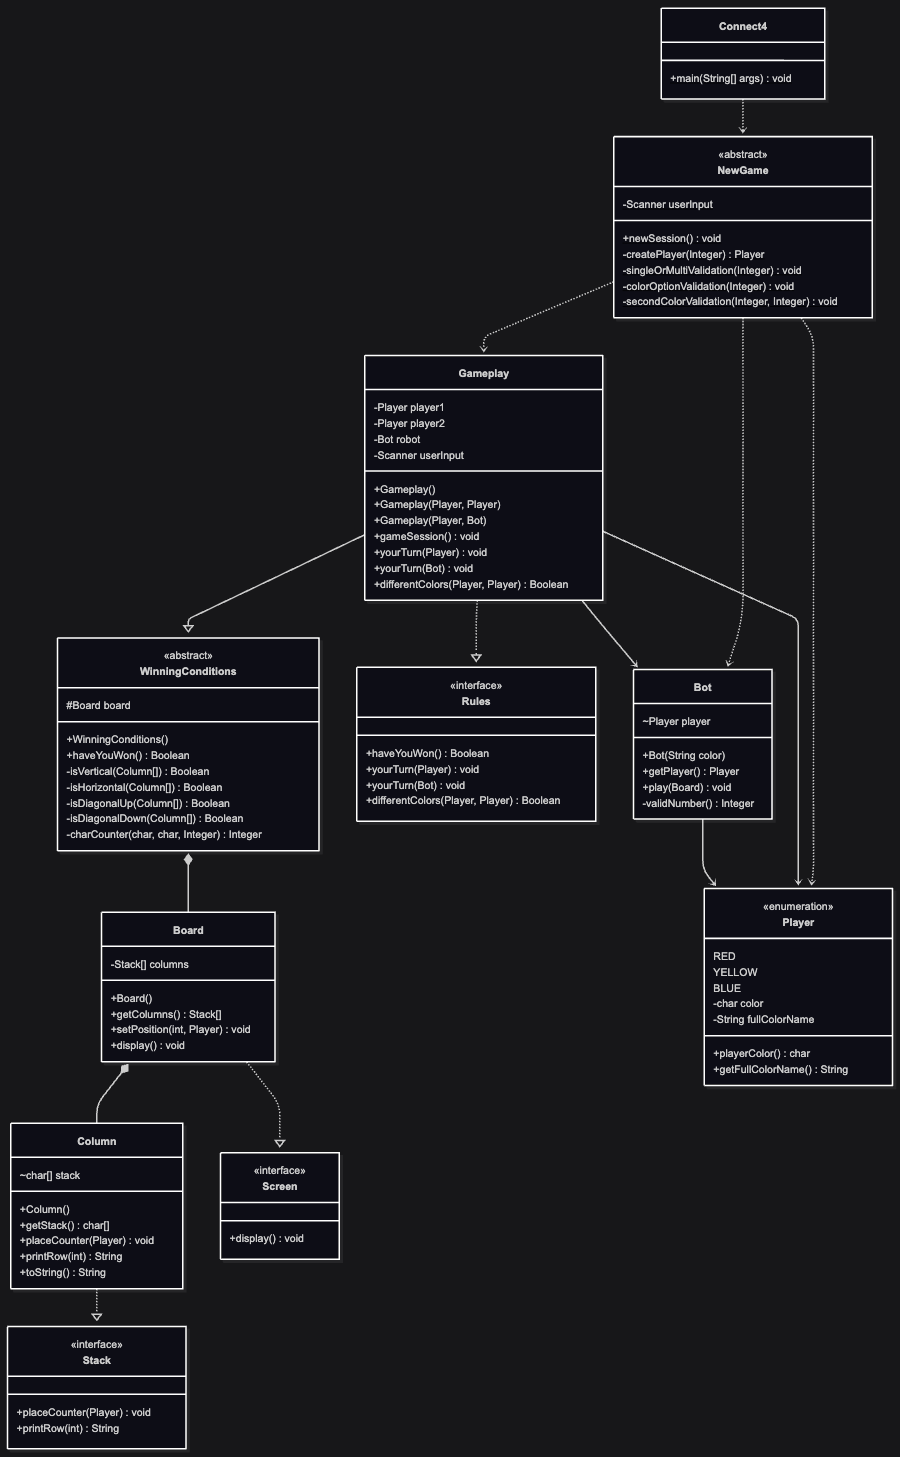 Connect4
+main(String[] args) : void
«abstract»
NewGame
-Scanner userInput
+newSession() : void
-createPlayer(Integer) : Player
-singleOrMultiValidation(Integer) : void
-colorOptionValidation(Integer) : void
-secondColorValidation(Integer, Integer) : void
Gameplay
-Player player1
-Player player2
-Bot robot
-Scanner userInput
+Gameplay()
+Gameplay(Player, Player)
+Gameplay(Player, Bot)
+gameSession() : void
+yourTurn(Player) : void
+yourTurn(Bot) : void
+differentColors(Player, Player) : Boolean
«abstract»
WinningConditions
#Board board
+WinningConditions()
+haveYouWon() : Boolean
-isVertical(Column[]) : Boolean
-isHorizontal(Column[]) : Boolean
-isDiagonalUp(Column[]) : Boolean
-isDiagonalDown(Column[]) : Boolean
-charCounter(char, char, Integer) : Integer
«interface»
Rules
+haveYouWon() : Boolean
+yourTurn(Player) : void
+yourTurn(Bot) : void
+differentColors(Player, Player) : Boolean
Bot
~Player player
+Bot(String color)
+getPlayer() : Player
+play(Board) : void
-validNumber() : Integer
«enumeration»
Player
RED
YELLOW
BLUE
-char color
-String fullColorName
+playerColor() : char
+getFullColorName() : String
Board
-Stack[] columns
+Board()
+getColumns() : Stack[]
+setPosition(int, Player) : void
+display() : void
Column
~char[] stack
+Column()
+getStack() : char[]
+placeCounter(Player) : void
+printRow(int) : String
+toString() : String
«interface»
Screen
+display() : void
«interface»
Stack
+placeCounter(Player) : void
+printRow(int) : String